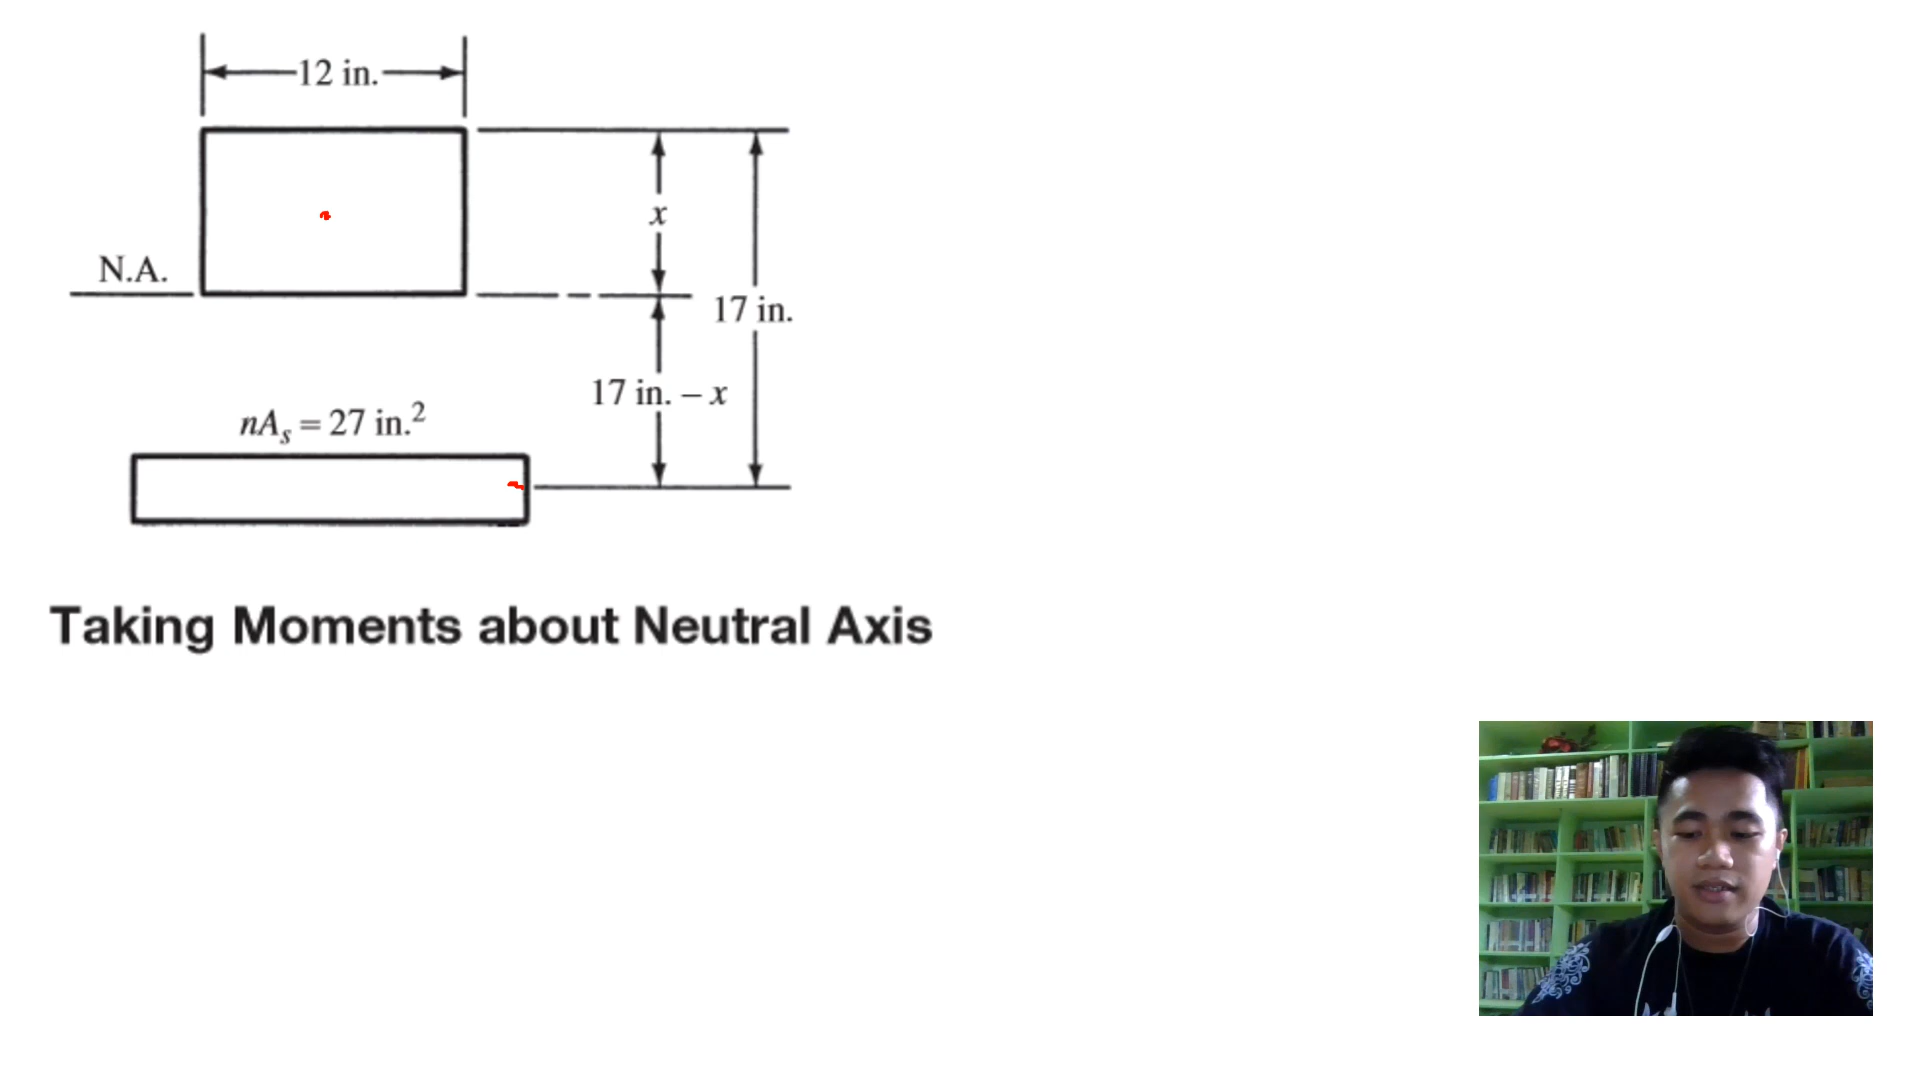 12 in.
x
N.A.
17 in.
17 in. – x
nAₛ = 27 in.²
Taking Moments about Neutral Axis